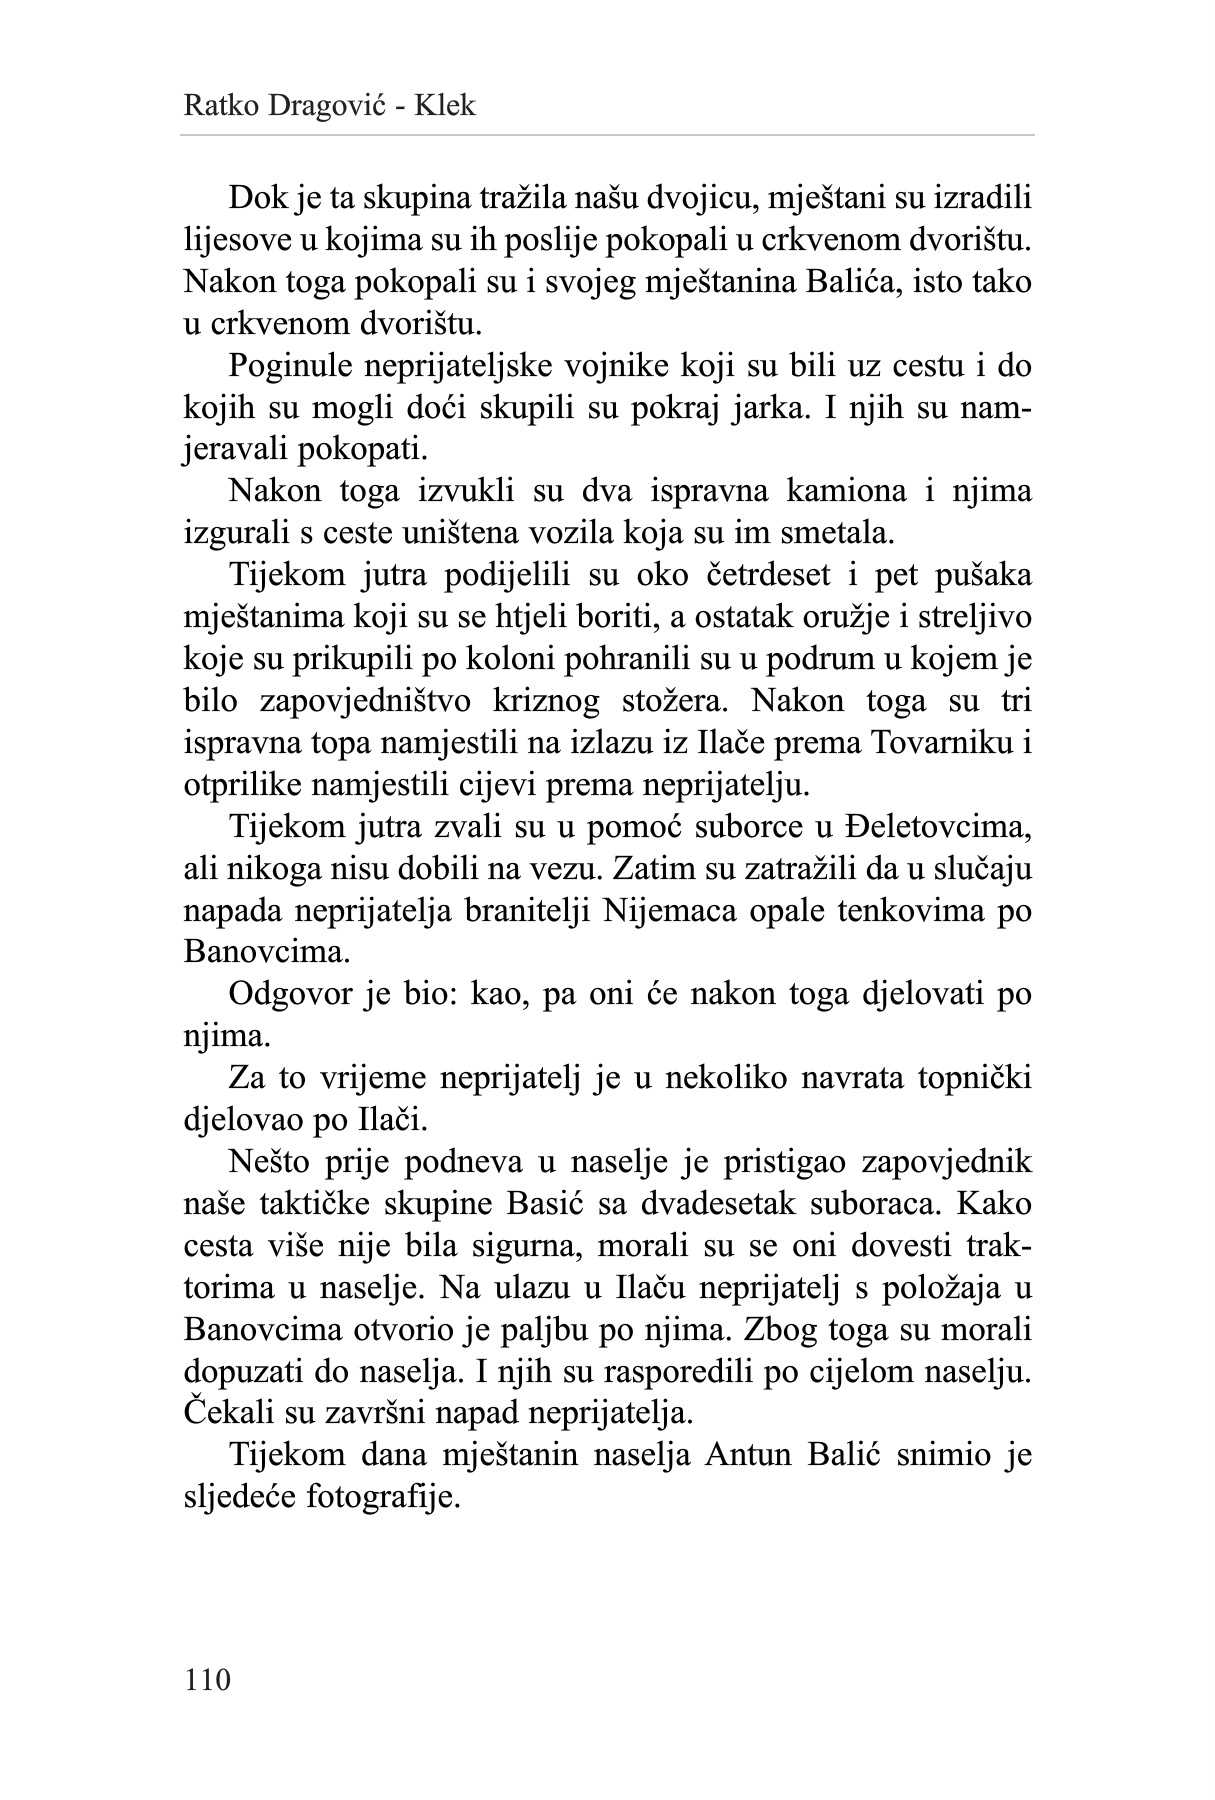 Ratko Dragović - Klek
Dok je ta skupina tražila našu dvojicu, mještani su izradili
lijesove u kojima su ih poslije pokopali u crkvenom dvorištu.
Nakon toga pokopali su i svojeg mještanina Balića, isto tako
u crkvenom dvorištu.
Poginule neprijateljske vojnike koji su bili uz cestu i do
kojih su mogli doći skupili su pokraj jarka. I njih su nam-
jeravali pokopati.
Nakon toga izvukli su dva ispravna kamiona i njima
izgurali s ceste uništena vozila koja su im smetala.
Tijekom jutra podijelili su oko četrdeset i pet pušaka
mještanima koji su se htjeli boriti, a ostatak oružje i streljivo
koje su prikupili po koloni pohranili su u podrum u kojem je
bilo zapovjedništvo kriznog stožera. Nakon toga su tri
ispravna topa namjestili na izlazu iz Ilače prema Tovarniku i
otprilike namjestili cijevi prema neprijatelju.
Tijekom jutra zvali su u pomoć suborce u Đeletovcima,
ali nikoga nisu dobili na vezu. Zatim su zatražili da u slučaju
napada neprijatelja branitelji Nijemaca opale tenkovima po
Banovcima.
Odgovor je bio: kao, pa oni će nakon toga djelovati po
njima.
Za to vrijeme neprijatelj je u nekoliko navrata topnički
djelovao po Ilači.
Nešto prije podneva u naselje je pristigao zapovjednik
naše taktičke skupine Basić sa dvadesetak suboraca. Kako
cesta više nije bila sigurna, morali su se oni dovesti trak-
torima u naselje. Na ulazu u Ilaču neprijatelj s položaja u
Banovcima otvorio je paljbu po njima. Zbog toga su morali
dopuzati do naselja. I njih su rasporedili po cijelom naselju.
Čekali su završni napad neprijatelja.
Tijekom dana mještanin naselja Antun Balić snimio je
sljedeće fotografije.
110